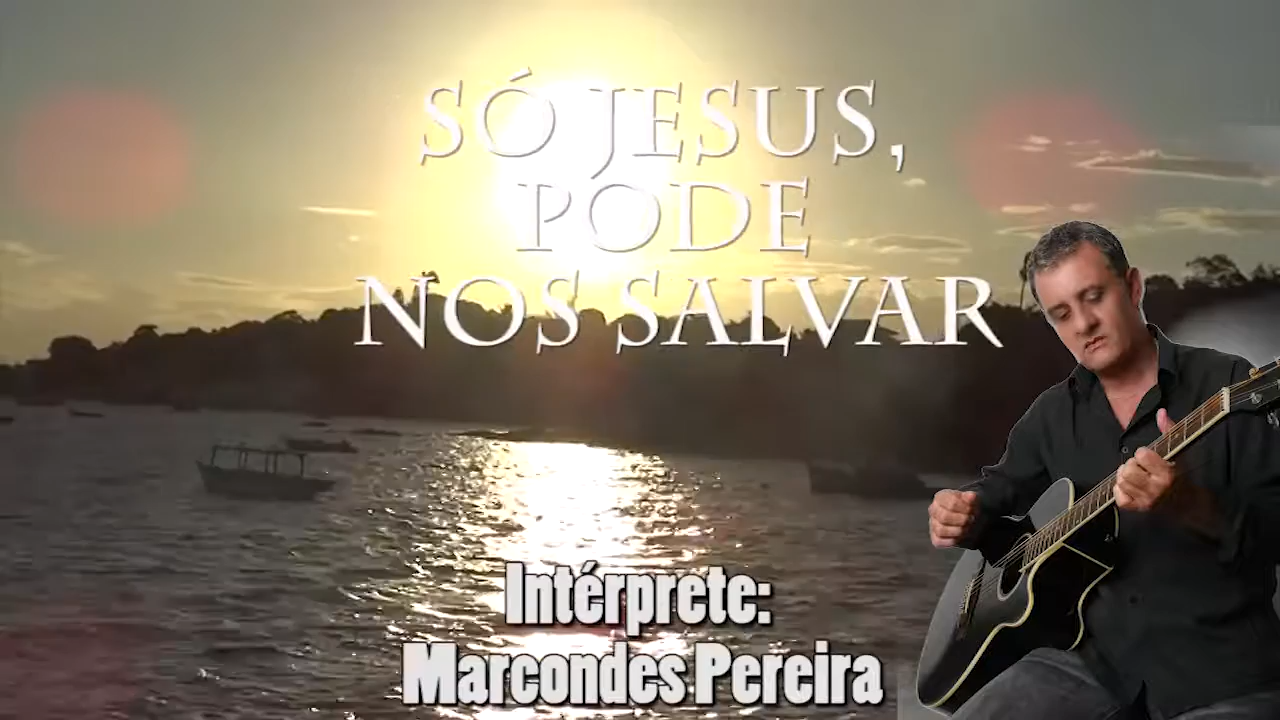 SÓ JESUS,
PODE
NOS SALVAR
Intérprete:
Marcondes Pereira